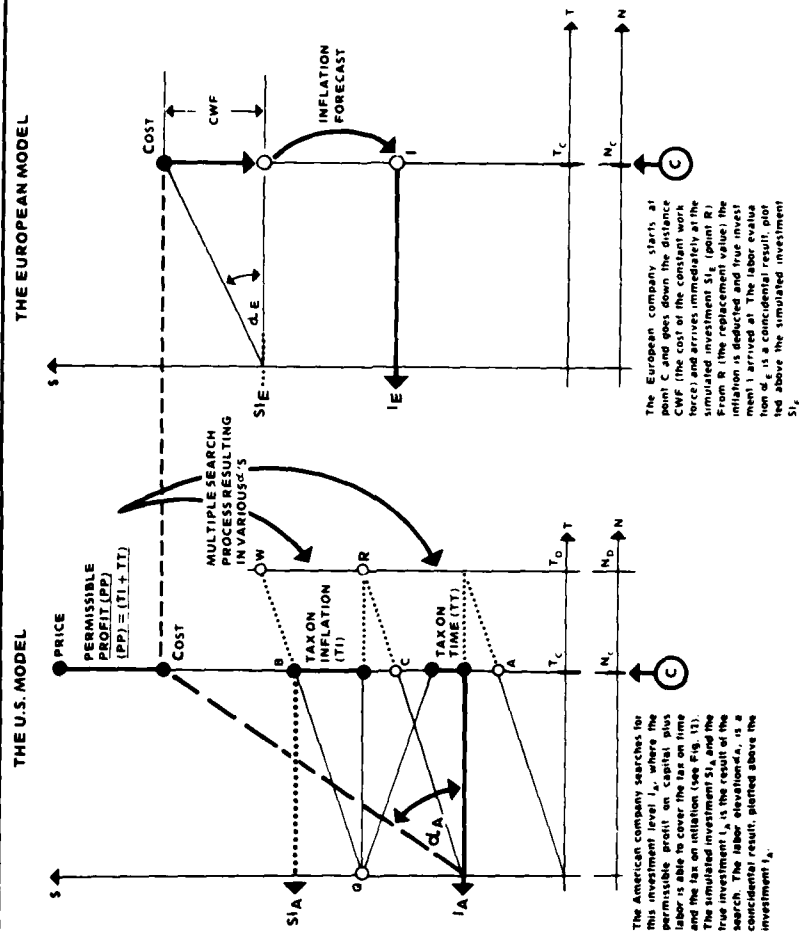 THE U.S. MODEL
THE EUROPEAN MODEL
$
PRICE
PERMISSIBLE
PROFIT (PP)
(PP) = (TI + TT)
COST
MULTIPLE SEARCH
PROCESS RESULTING
IN VARIOUS α'S
W
B
TAX ON
INFLATION
(TI)
R
Q
C
TAX ON
TIME (TT)
A
αA
SIA
IA
TC
TD
T
NC
ND
N
C
The American company searches for
this investment level IA, where the
permissible profit on capital plus
labor is able to cover the tax on time
and the tax on inflation (see Fig. 12).
The simulated investment SIA and the
true investment IA is the result of the
search. The labor elevation αA, is a
coincidental result, plotted above the
investment IA.
$
COST
CWF
αE
SIE
INFLATION
FORECAST
I
IE
TC
T
NC
N
C
The European company starts at
point C and goes down the distance
CWF (the cost of the constant work
force) and arrives immediately at the
simulated investment SIE (point R)
From R (the replacement value) the
inflation is deducted and true invest
ment I arrived at The labor evalua
tion αE is a coincidental result, plot
ted above the simulated investment
SIE